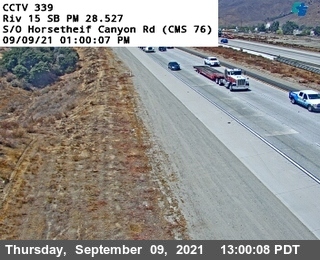 CCTV 339
Riv 15 SB PM 28.527
S/O Horsetheif Canyon Rd (CMS 76)
09/09/21 01:00:07 PM
Thursday, September 09, 2021 13:00:08 PDT